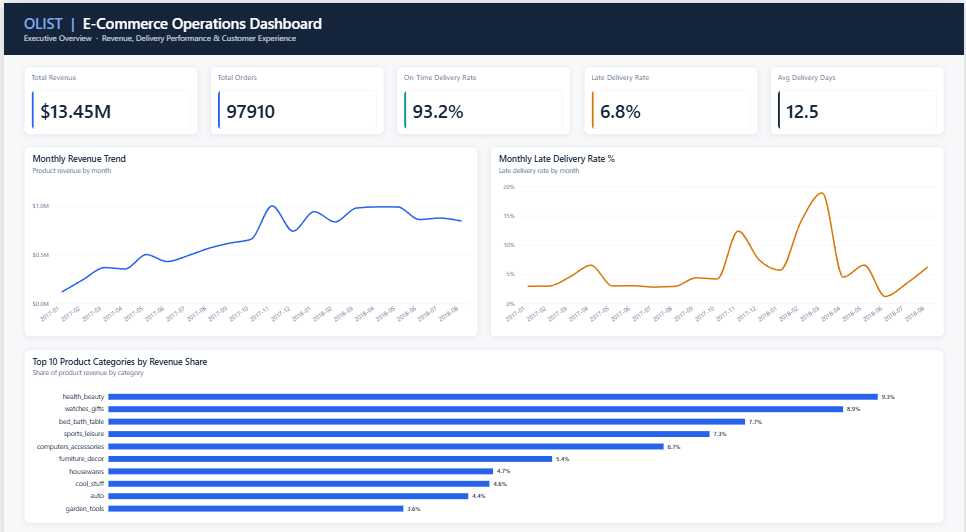 OLIST | E-Commerce Operations Dashboard
Executive Overview · Revenue, Delivery Performance & Customer Experience
Total Revenue
$13.45M
Total Orders
97910
On-Time Delivery Rate
93.2%
Late Delivery Rate
6.8%
Avg Delivery Days
12.5
Monthly Revenue Trend
Product revenue by month
$1.0M
$0.5M
$0.0M
2017-01 2017-02 2017-03 2017-04 2017-05 2017-06 2017-07 2017-08 2017-09 2017-10 2017-11 2017-12 2018-01 2018-02 2018-03 2018-04 2018-05 2018-06 2018-07 2018-08
Monthly Late Delivery Rate %
Late delivery rate by month
20%
15%
10%
5%
0%
2017-01 2017-02 2017-03 2017-04 2017-05 2017-06 2017-07 2017-08 2017-09 2017-10 2017-11 2017-12 2018-01 2018-02 2018-03 2018-04 2018-05 2018-06 2018-07 2018-08
Top 10 Product Categories by Revenue Share
Share of product revenue by category
health_beauty 9.3%
watches_gifts 8.9%
bed_bath_table 7.7%
sports_leisure 7.3%
computers_accessories 6.7%
furniture_decor 5.4%
housewares 4.7%
cool_stuff 4.6%
auto 4.4%
garden_tools 3.6%